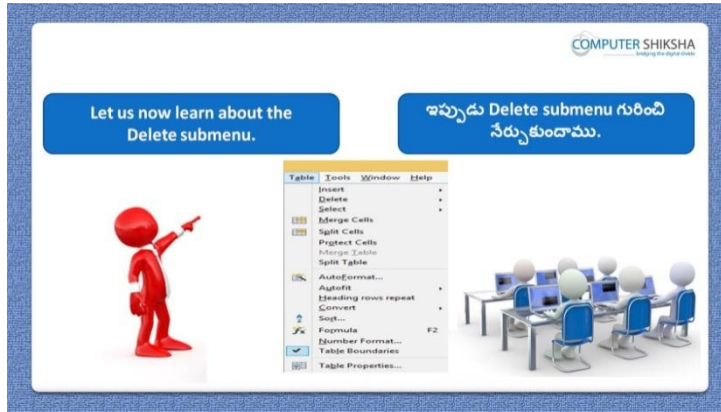 COMPUTER SHIKSHA
bridging the digital divide
Let us now learn about the
Delete submenu.
ఇప్పుడు Delete submenu గురించి
నేర్చుకుందాము.
Table Tools Window Help
Insert
Delete
Select
Merge Cells
Split Cells
Protect Cells
Merge Table
Split Table
AutoFormat...
Autofit
Heading rows repeat
Convert
Sort...
Formula F2
Number Format...
Table Boundaries
Table Properties...